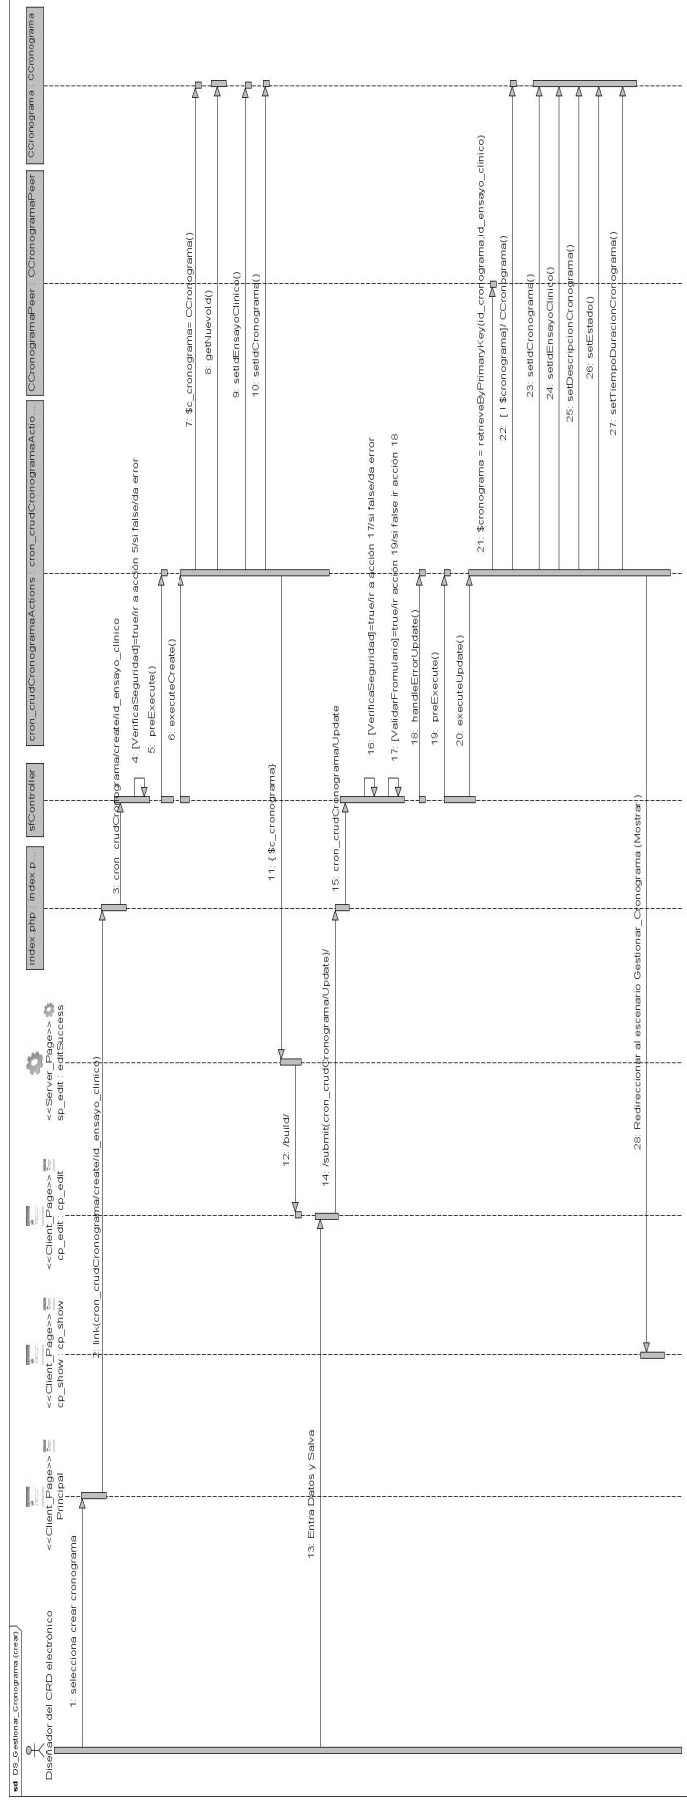 sd DS_Gestionar_Cronograma (crear)
Diseñador del CRD electrónico
<<Client_Page>>
Principal
<<Client_Page>>
cp_show : cp_show
<<Client_Page>>
cp_edit : cp_edit
<<Server_Page>>
sp_edit : editSuccess
index.php : index.p...
sfController
cron_crudCronogramaActions : cron_crudCronogramaActio...
CCronogramaPeer : CCronogramaPeer
CCronograma : CCronograma
1: selecciona crear cronograma
2: link(cron_crudCronograma/create/id_ensayo_clinico)
3: cron_crudCronograma/create/id_ensayo_clinico
4: [VerificaSeguridad]=true/ir a acción 5/si false/da error
5: preExecute()
6: executeCreate()
7: $c_cronograma= CCronograma()
8: getNuevoId()
9: setIdEnsayoClinico()
10: setIdCronograma()
11: { $c_cronograma}
12: /build/
13: Entra Datos y Salva
14: /submit(cron_crudCronograma/Update)/
15: cron_crudCronograma/Update
16: [VerificaSeguridad]=true/ir a acción 17/si false/da error
17: [ValidarFromulario]=true/ir acción 19/si false ir acción 18
18: handleErrorUpdate()
19: preExecute()
20: executeUpdate()
21: $cronograma = retrieveByPrimaryKey(id_cronograma,id_ensayo_clinico)
22: [ ! $cronograma]/ CCronograma()
23: setIdCronograma()
24: setIdEnsayoClinico()
25: setDescripcionCronograma()
26: setEstado()
27: setTiempoDuracionCronograma()
28: Redireccionar al escenario Gestionar_Cronograma (Mostrar )